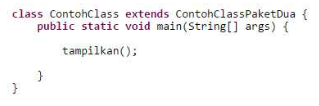 class ContohClass extends ContohClassPaketDua {
    public static void main(String[] args) {
        tampilkan();
    }
}